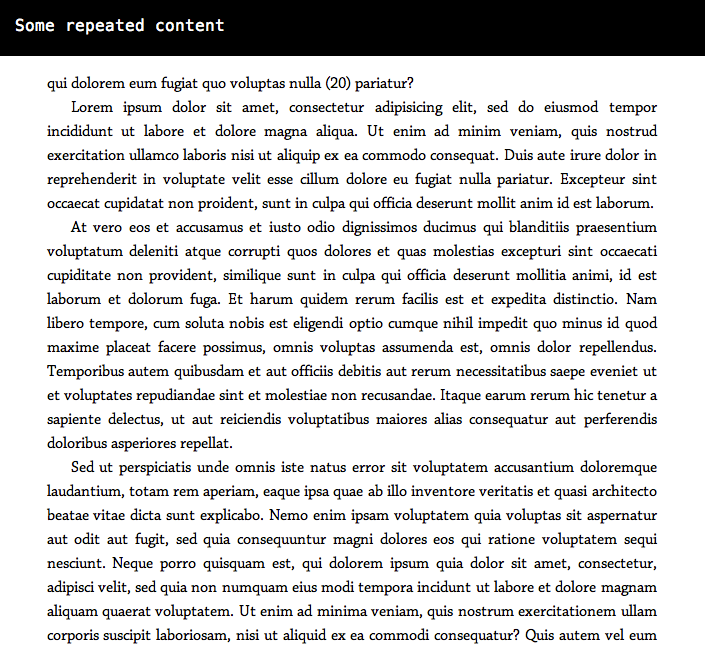 Some repeated content
qui dolorem eum fugiat quo voluptas nulla (20) pariatur?
Lorem ipsum dolor sit amet, consectetur adipisicing elit, sed do eiusmod tempor
incididunt ut labore et dolore magna aliqua. Ut enim ad minim veniam, quis nostrud
exercitation ullamco laboris nisi ut aliquip ex ea commodo consequat. Duis aute irure dolor in
reprehenderit in voluptate velit esse cillum dolore eu fugiat nulla pariatur. Excepteur sint
occaecat cupidatat non proident, sunt in culpa qui officia deserunt mollit anim id est laborum.
At vero eos et accusamus et iusto odio dignissimos ducimus qui blanditiis praesentium
voluptatum deleniti atque corrupti quos dolores et quas molestias excepturi sint occaecati
cupiditate non provident, similique sunt in culpa qui officia deserunt mollitia animi, id est
laborum et dolorum fuga. Et harum quidem rerum facilis est et expedita distinctio. Nam
libero tempore, cum soluta nobis est eligendi optio cumque nihil impedit quo minus id quod
maxime placeat facere possimus, omnis voluptas assumenda est, omnis dolor repellendus.
Temporibus autem quibusdam et aut officiis debitis aut rerum necessitatibus saepe eveniet ut
et voluptates repudiandae sint et molestiae non recusandae. Itaque earum rerum hic tenetur a
sapiente delectus, ut aut reiciendis voluptatibus maiores alias consequatur aut perferendis
doloribus asperiores repellat.
Sed ut perspiciatis unde omnis iste natus error sit voluptatem accusantium doloremque
laudantium, totam rem aperiam, eaque ipsa quae ab illo inventore veritatis et quasi architecto
beatae vitae dicta sunt explicabo. Nemo enim ipsam voluptatem quia voluptas sit aspernatur
aut odit aut fugit, sed quia consequuntur magni dolores eos qui ratione voluptatem sequi
nesciunt. Neque porro quisquam est, qui dolorem ipsum quia dolor sit amet, consectetur,
adipisci velit, sed quia non numquam eius modi tempora incidunt ut labore et dolore magnam
aliquam quaerat voluptatem. Ut enim ad minima veniam, quis nostrum exercitationem ullam
corporis suscipit laboriosam, nisi ut aliquid ex ea commodi consequatur? Quis autem vel eum